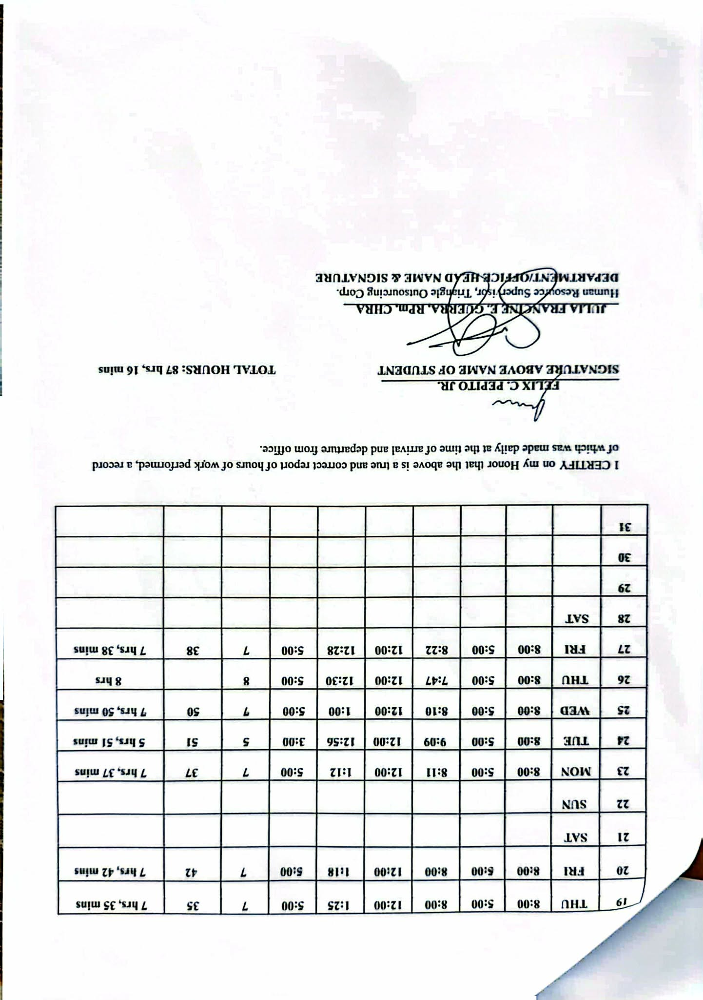 19 THU 8:00 5:00 8:00 12:00 1:25 5:00 7 35 7 hrs, 35 mins
20 FRI 8:00 5:00 8:00 12:00 1:18 5:00 7 42 7 hrs, 42 mins
21 SAT
22 SUN
23 MON 8:00 5:00 8:11 12:00 1:12 5:00 7 37 7 hrs, 37 mins
24 TUE 8:00 5:00 9:09 12:00 12:56 3:00 5 51 5 hrs, 51 mins
25 WED 8:00 5:00 8:10 12:00 1:00 5:00 7 50 7 hrs, 50 mins
26 THU 8:00 5:00 7:47 12:00 12:30 5:00 8 8 hrs
27 FRI 8:00 5:00 8:22 12:00 12:28 5:00 7 38 7 hrs, 38 mins
28 SAT
29
30
31
I CERTIFY on my Honor that the above is a true and correct report of hours of work performed, a record
of which was made daily at the time of arrival and departure from office.
FELIX C. PEPITO JR.
SIGNATURE ABOVE NAME OF STUDENT TOTAL HOURS: 87 hrs, 16 mins
JULIA FRANCINE E. GUERRA, RPm, CHRA
Human Resource Supervisor, Triangle Outsourcing Corp.
DEPARTMENT/OFFICE HEAD NAME & SIGNATURE